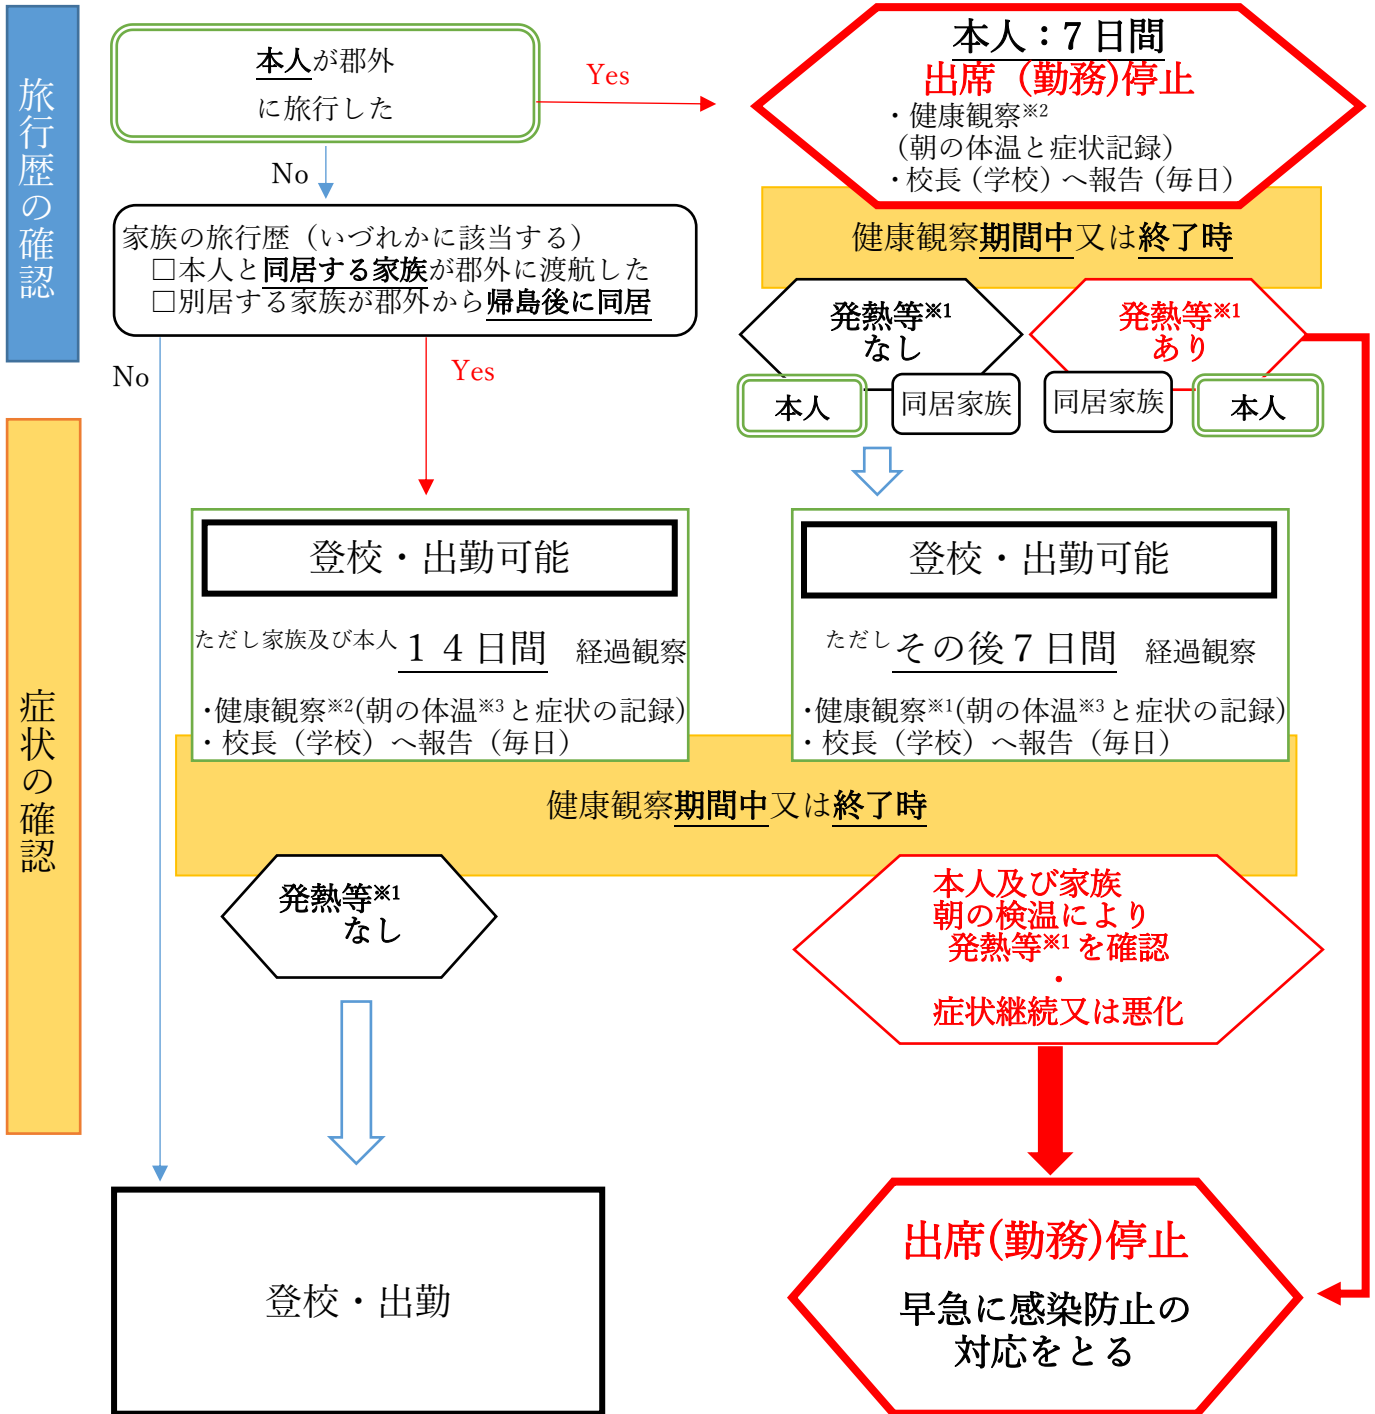 旅行歴の確認
本人が郡外
に旅行した
Yes
No
本人：７日間
出席（勤務)停止
・健康観察※2
（朝の体温と症状記録）
・校長（学校）へ報告（毎日）
健康観察期間中又は終了時
家族の旅行歴（いづれかに該当する）
□本人と同居する家族が郡外に渡航した
□別居する家族が郡外から帰島後に同居
No
Yes
発熱等※1
なし
本人
同居家族
発熱等※1
あり
同居家族
本人
症状の確認
登校・出勤可能
ただし家族及び本人１４日間　経過観察
・健康観察※2(朝の体温※3と症状の記録)
・校長（学校）へ報告（毎日）
登校・出勤可能
ただしその後７日間　経過観察
・健康観察※1(朝の体温※3と症状の記録)
・校長（学校）へ報告（毎日）
健康観察期間中又は終了時
発熱等※1
なし
本人及び家族
朝の検温により
発熱等※1を確認
・
症状継続又は悪化
登校・出勤
出席(勤務)停止
早急に感染防止の
対応をとる